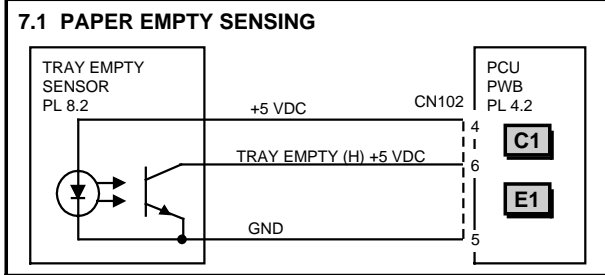 7.1 PAPER EMPTY SENSING
TRAY EMPTY
SENSOR
PL 8.2
PCU
PWB
PL 4.2
+5 VDC
CN102
4
C1
TRAY EMPTY (H) +5 VDC
6
E1
GND
5